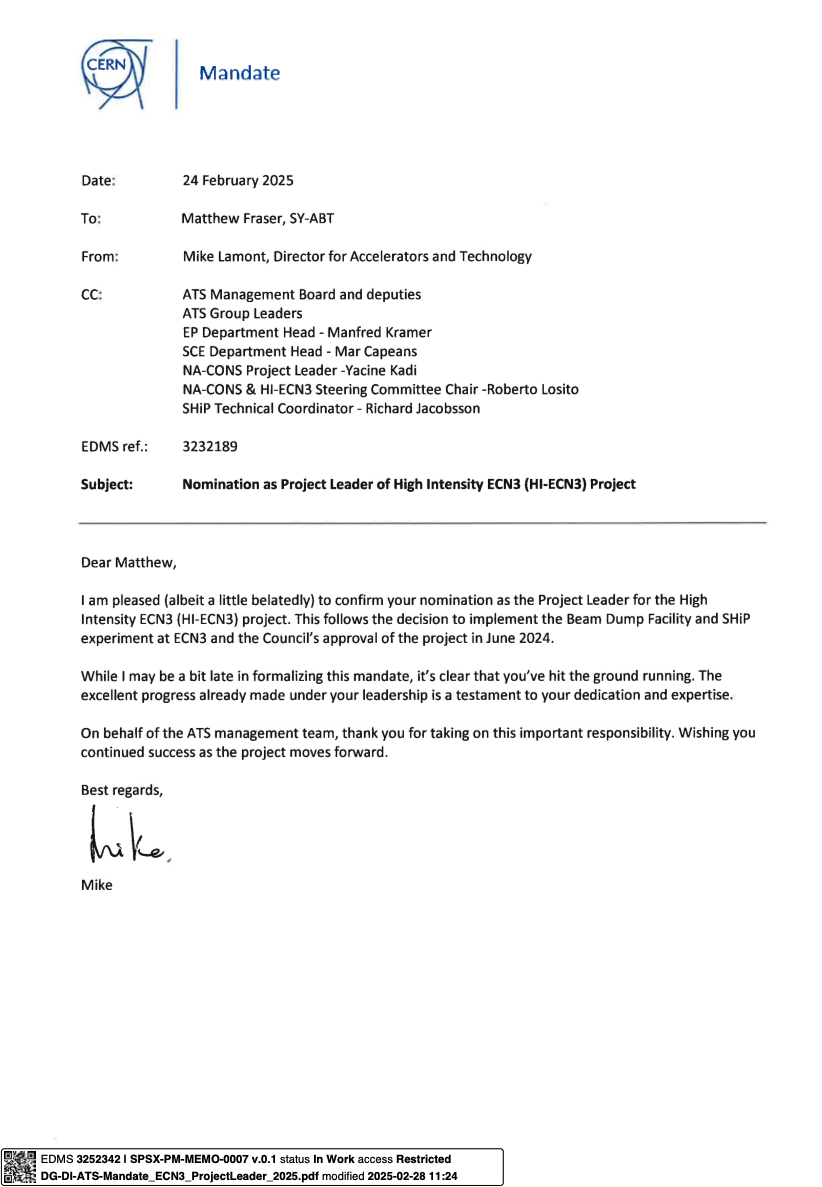 CERN
Mandate
Date: 24 February 2025
To: Matthew Fraser, SY-ABT
From: Mike Lamont, Director for Accelerators and Technology
CC: ATS Management Board and deputies
ATS Group Leaders
EP Department Head - Manfred Kramer
SCE Department Head - Mar Capeans
NA-CONS Project Leader -Yacine Kadi
NA-CONS & HI-ECN3 Steering Committee Chair -Roberto Losito
SHiP Technical Coordinator - Richard Jacobsson
EDMS ref.: 3232189
Subject: Nomination as Project Leader of High Intensity ECN3 (HI-ECN3) Project
Dear Matthew,
I am pleased (albeit a little belatedly) to confirm your nomination as the Project Leader for the High
Intensity ECN3 (HI-ECN3) project. This follows the decision to implement the Beam Dump Facility and SHiP
experiment at ECN3 and the Council's approval of the project in June 2024.
While I may be a bit late in formalizing this mandate, it's clear that you've hit the ground running. The
excellent progress already made under your leadership is a testament to your dedication and expertise.
On behalf of the ATS management team, thank you for taking on this important responsibility. Wishing you
continued success as the project moves forward.
Best regards,
Mike.
Mike
EDMS 3252342 | SPSX-PM-MEMO-0007 v.0.1 status In Work access Restricted
DG-DI-ATS-Mandate_ECN3_ProjectLeader_2025.pdf modified 2025-02-28 11:24